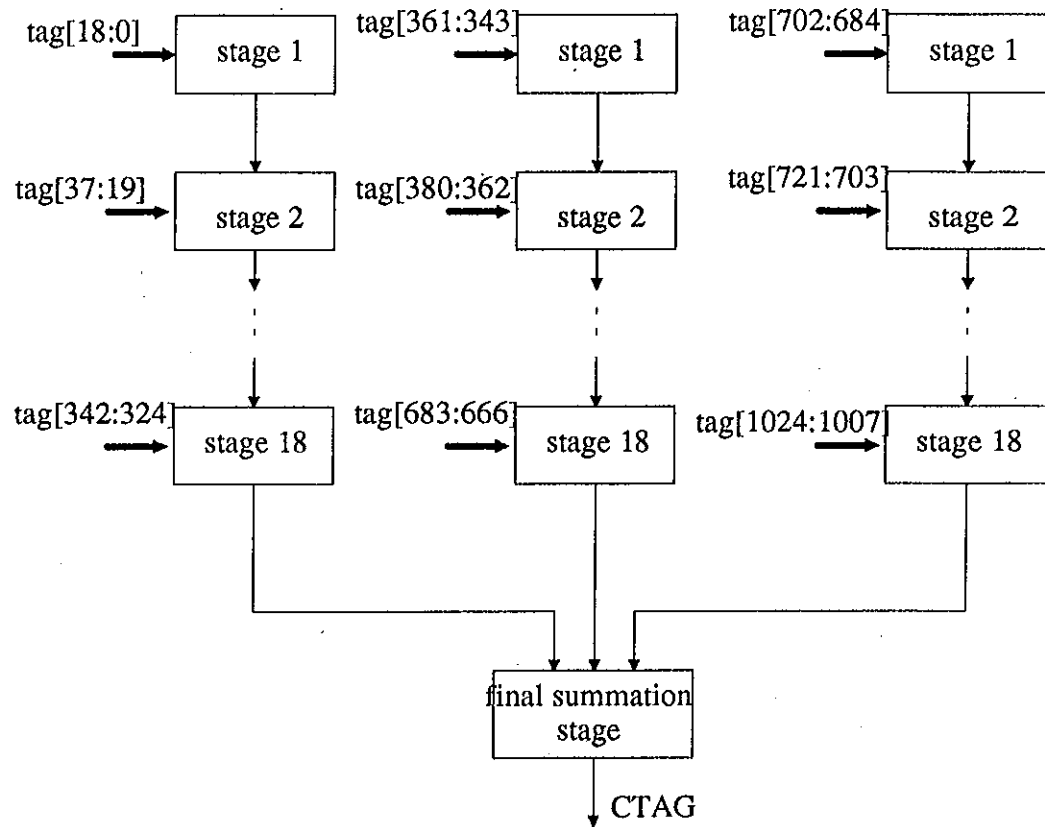 tag[18:0]
stage 1
tag[361:343]
stage 1
tag[702:684]
stage 1
tag[37:19]
stage 2
tag[380:362]
stage 2
tag[721:703]
stage 2
tag[342:324]
stage 18
tag[683:666]
stage 18
tag[1024:1007]
stage 18
final summation
stage
CTAG